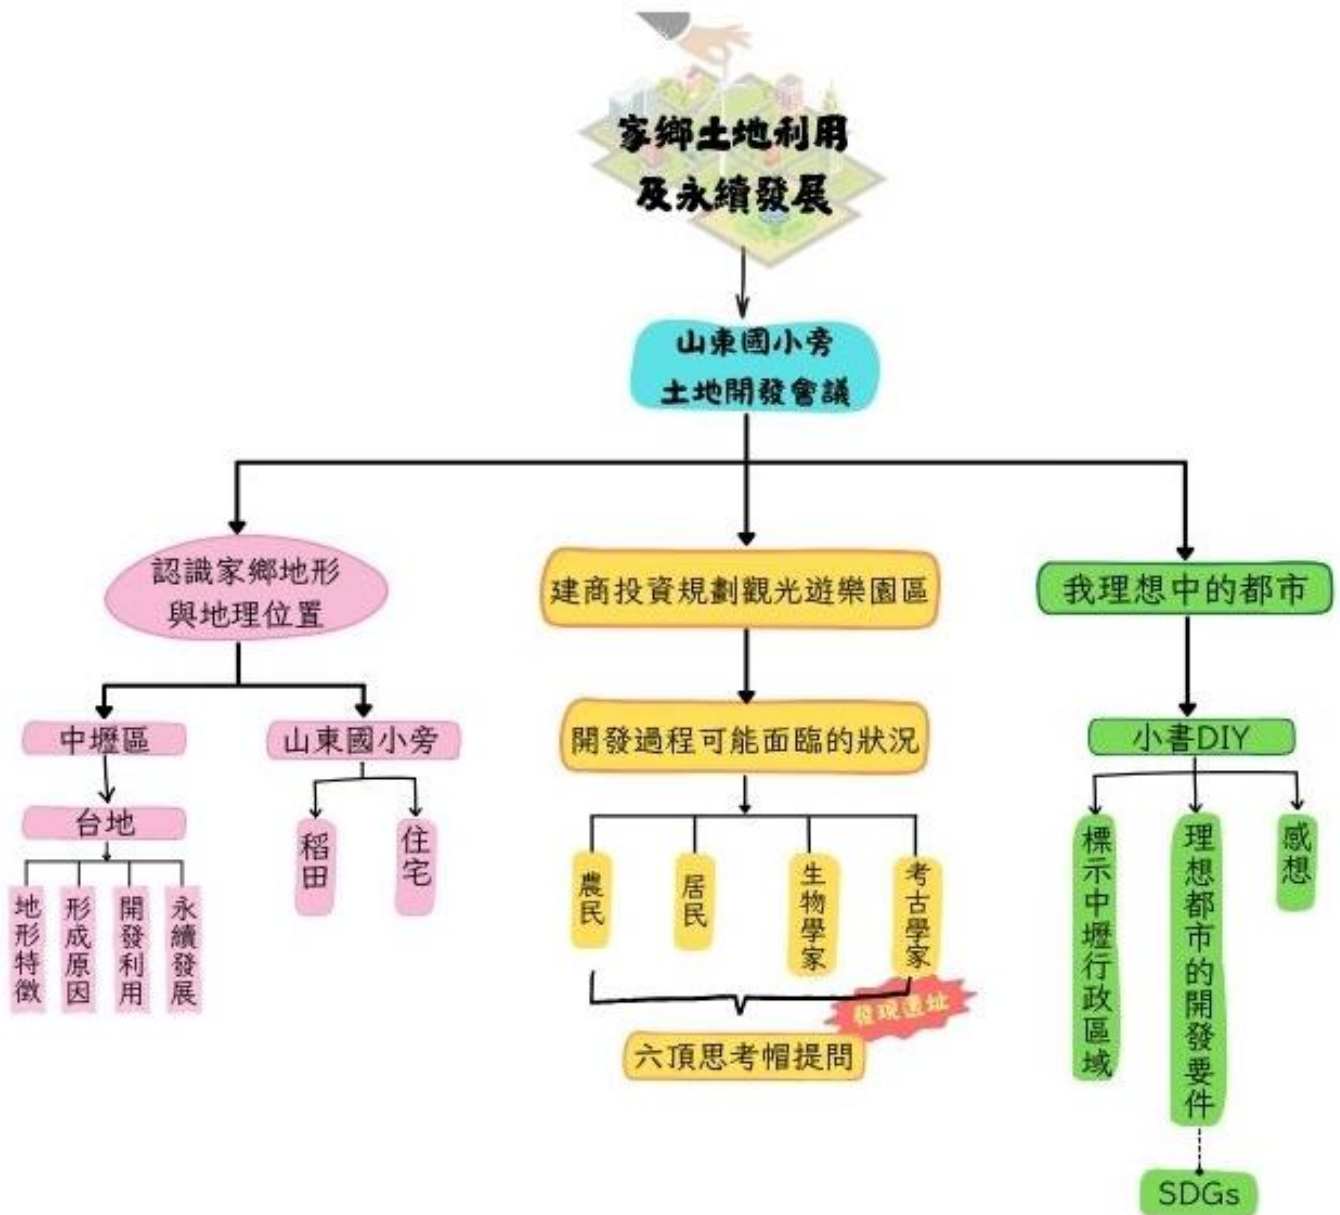 家鄉土地利用
及永續發展
山東國小旁
土地開發會議
認識家鄉地形
與地理位置
中壢區
台地
地形特徵
形成原因
開發利用
永續發展
山東國小旁
稻田
住宅
建商投資規劃觀光遊樂園區
開發過程可能面臨的狀況
農民
居民
生物學家
考古學家
發現遺址
六頂思考帽提問
我理想中的都市
小書DIY
標示中壢行政區域
理想都市的開發要件
感想
SDGs